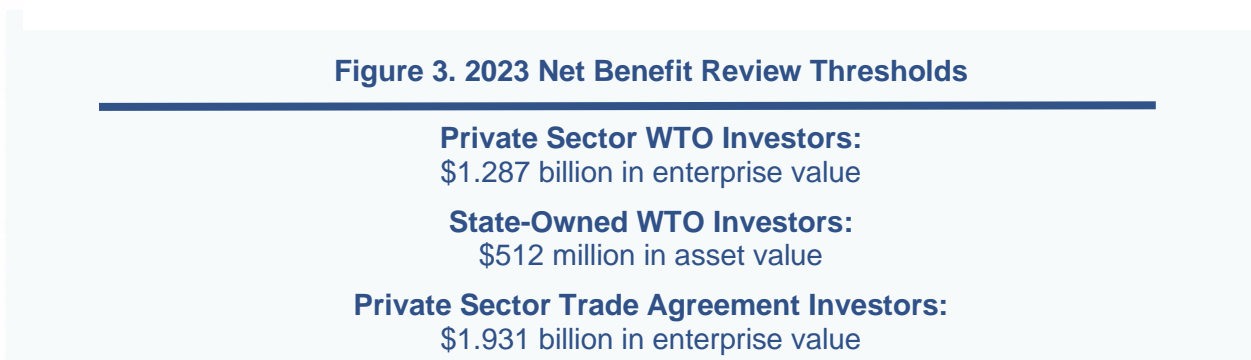 Figure 3. 2023 Net Benefit Review Thresholds
Private Sector WTO Investors:
$1.287 billion in enterprise value
State-Owned WTO Investors:
$512 million in asset value
Private Sector Trade Agreement Investors:
$1.931 billion in enterprise value